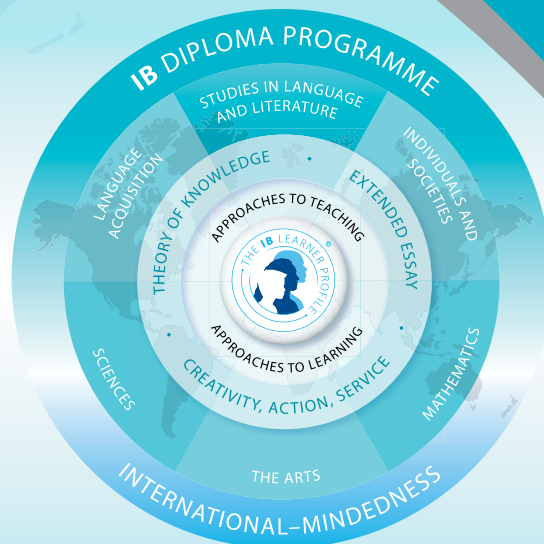 IB DIPLOMA PROGRAMME
STUDIES IN LANGUAGE
AND LITERATURE
LANGUAGE
ACQUISITION
INDIVIDUALS AND
SOCIETIES
THEORY OF KNOWLEDGE
EXTENDED ESSAY
APPROACHES TO TEACHING
THE IB LEARNER PROFILE
®
APPROACHES TO LEARNING
CREATIVITY, ACTION, SERVICE
SCIENCES
MATHEMATICS
THE ARTS
INTERNATIONAL–MINDEDNESS